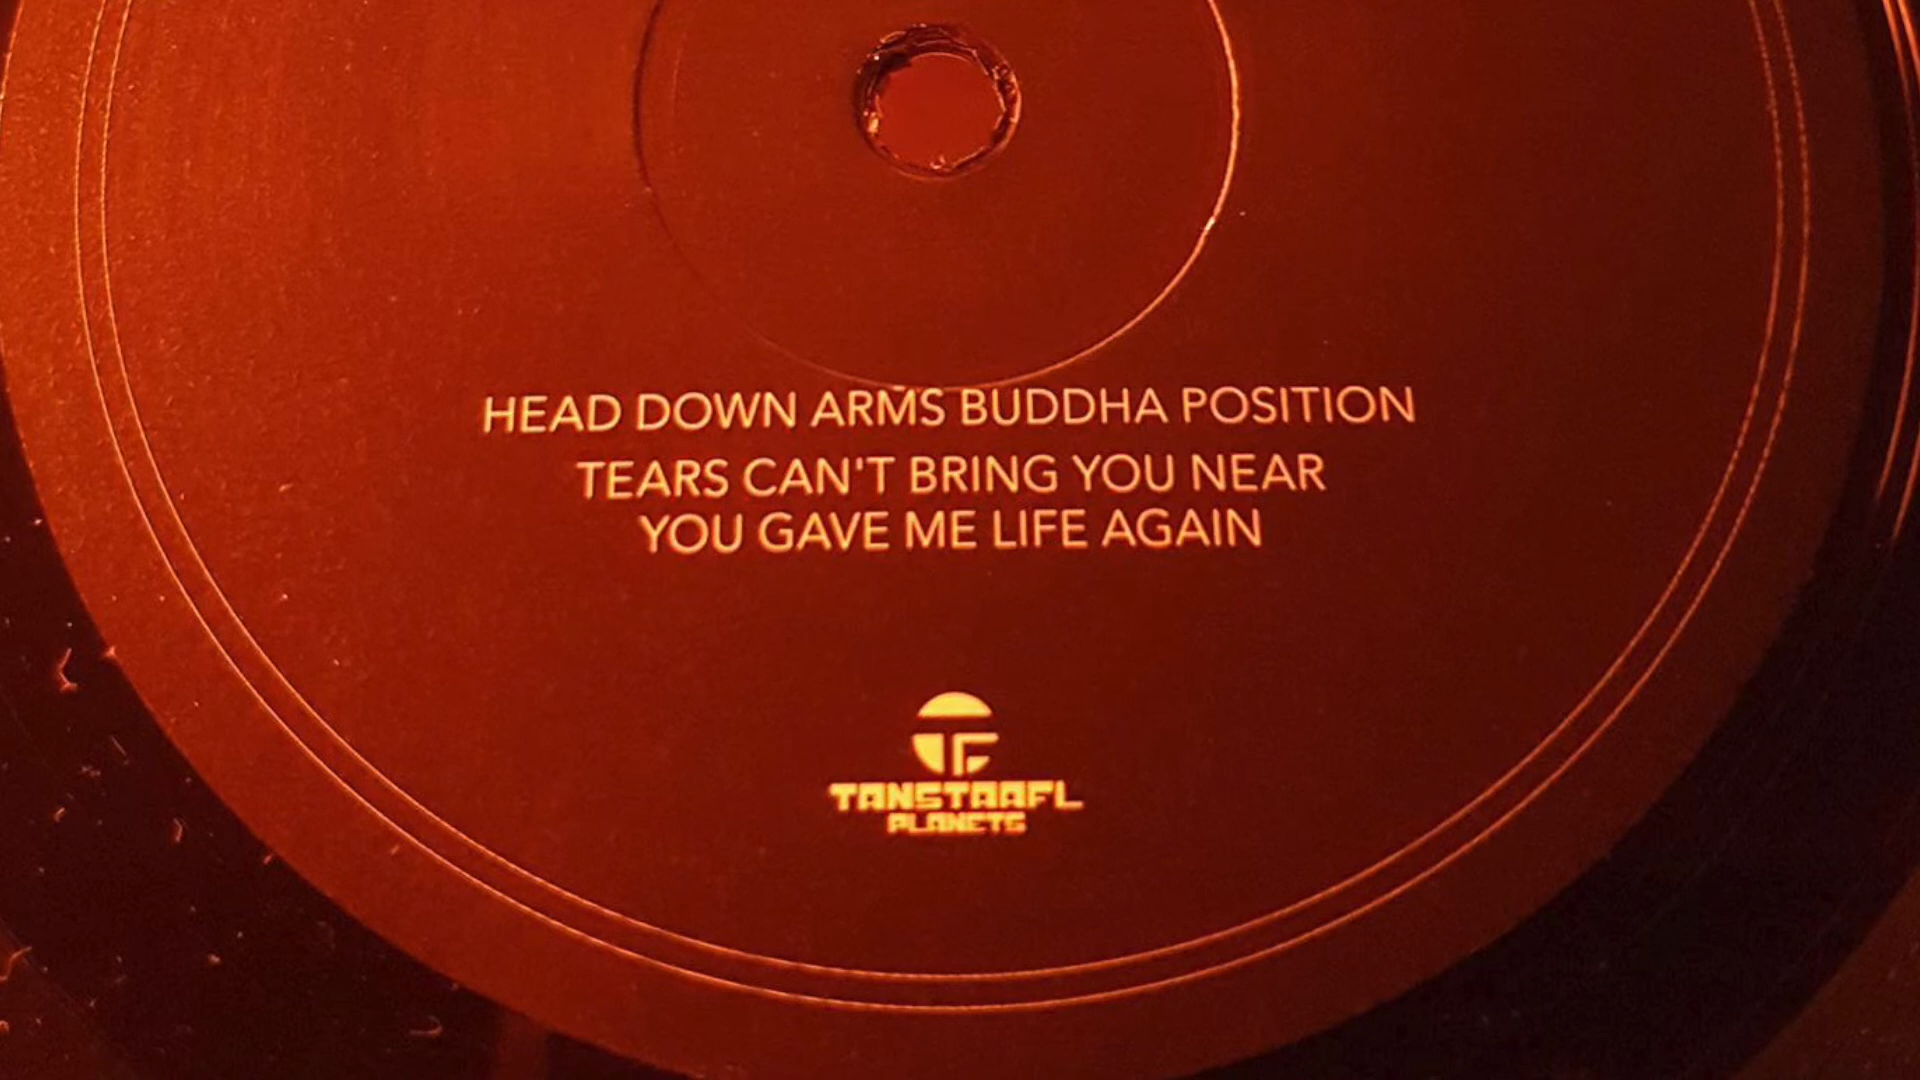 HEAD DOWN ARMS BUDDHA POSITION
TEARS CAN'T BRING YOU NEAR
YOU GAVE ME LIFE AGAIN
TANSTAAFL
PLANETS